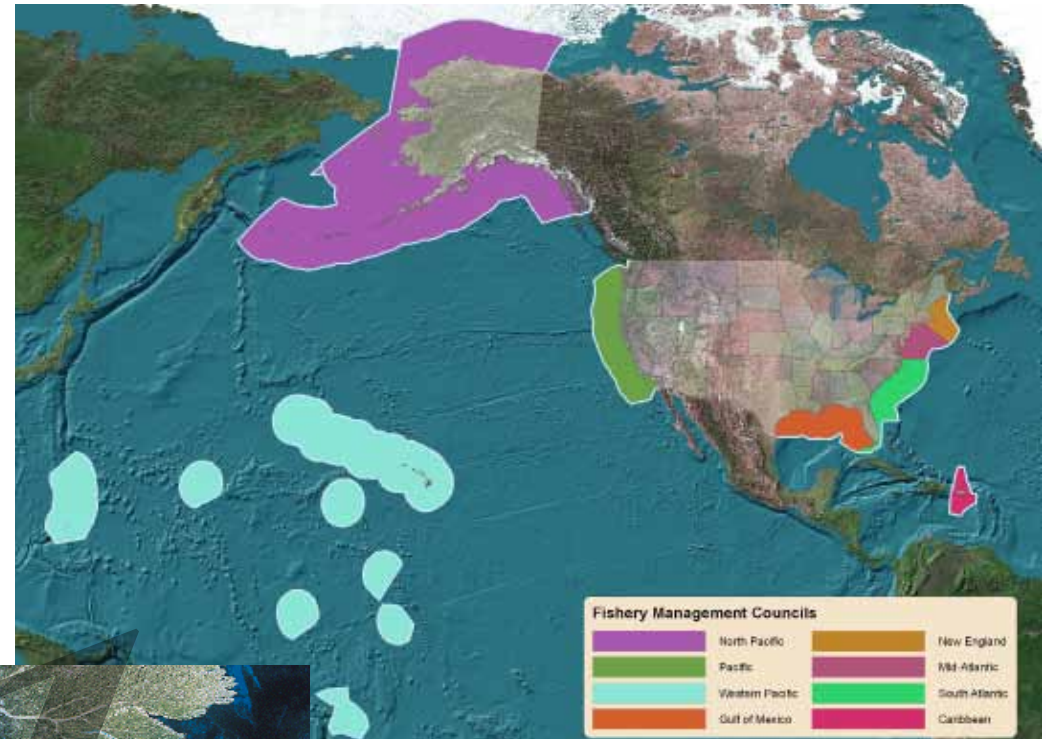 Fishery Management Councils
North Pacific
New England
Pacific
Mid-Atlantic
Western Pacific
South Atlantic
Gulf of Mexico
Caribbean